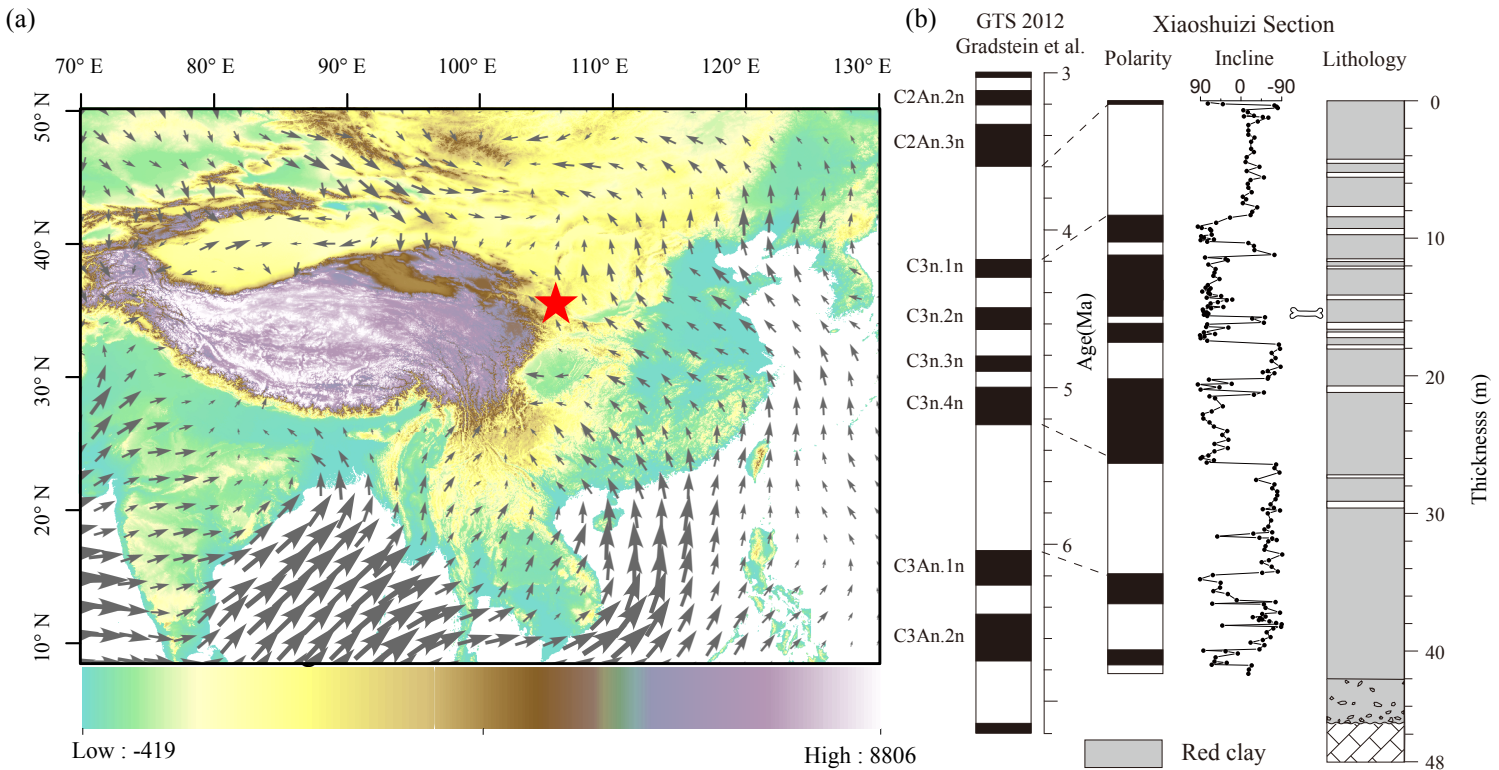 (a)
70° E 80° E 90° E 100° E 110° E 120° E 130° E
50° N
40° N
30° N
20° N
10° N
Low : -419
High : 8806
(b)
GTS 2012
Gradstein et al.
Xiaoshuizi Section
Polarity
Incline
Lithology
90 0 -90
C2An.2n
C2An.3n
C3n.1n
C3n.2n
C3n.3n
C3n.4n
C3An.1n
C3An.2n
3
4
5
6
Age(Ma)
0
10
20
30
40
48
Thicknesss (m)
Red clay